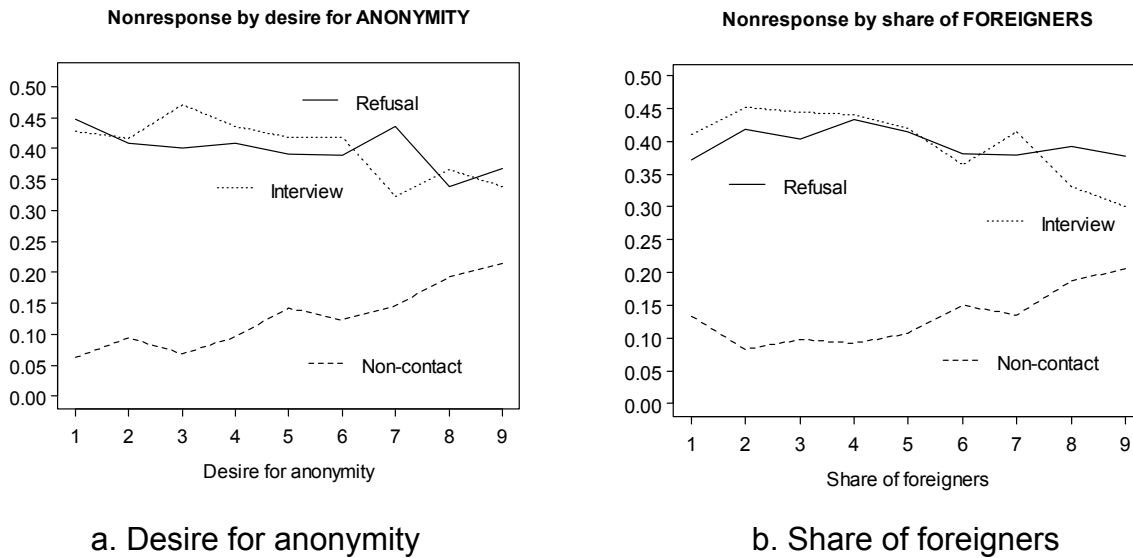 Nonresponse by desire for ANONYMITY
0.50
0.45
0.40
0.35
0.30
0.25
0.20
0.15
0.10
0.05
0.00
Refusal
Interview
Non-contact
1 2 3 4 5 6 7 8 9
Desire for anonymity
a. Desire for anonymity
Nonresponse by share of FOREIGNERS
0.50
0.45
0.40
0.35
0.30
0.25
0.20
0.15
0.10
0.05
0.00
Refusal
Interview
Non-contact
1 2 3 4 5 6 7 8 9
Share of foreigners
b. Share of foreigners